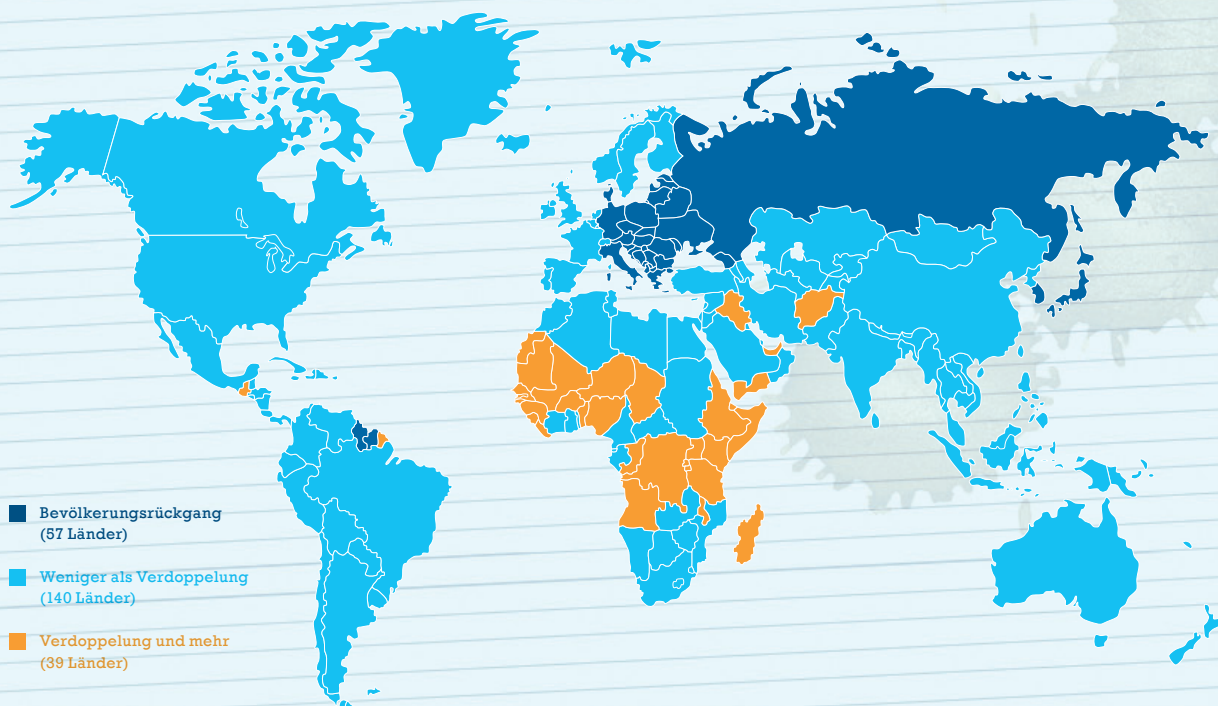 Bevölkerungsrückgang
(57 Länder)
Weniger als Verdoppelung
(140 Länder)
Verdoppelung und mehr
(39 Länder)